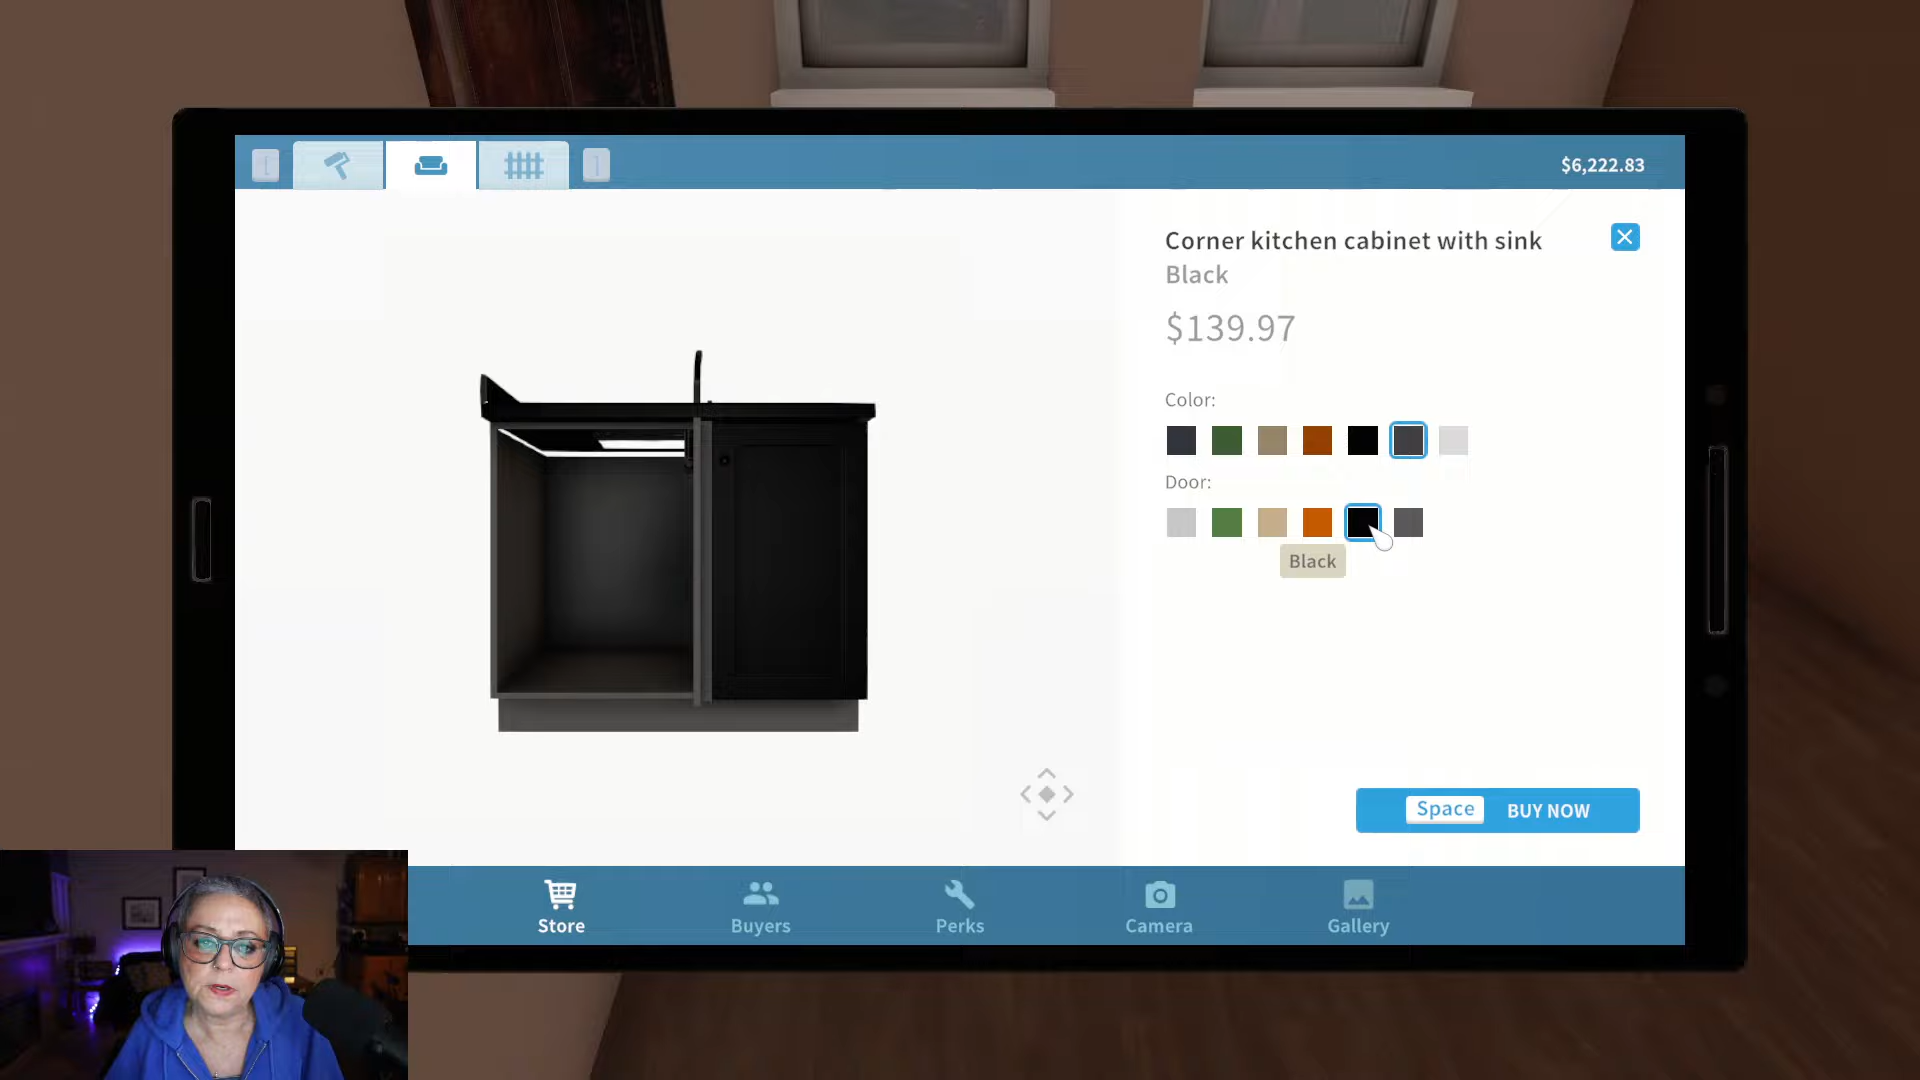 [
]
$6,222.83
Corner kitchen cabinet with sink
Black
$139.97
Color:
Door:
Black
Space BUY NOW
Store
Buyers
Perks
Camera
Gallery